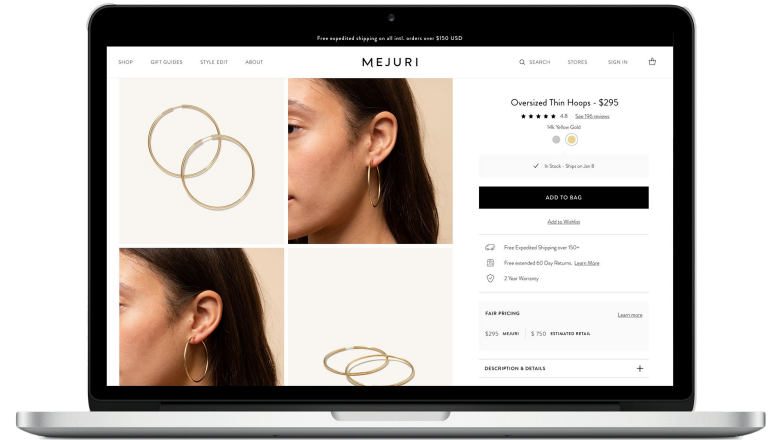 Free expedited shipping on all intl. orders over $150 USD
SHOP GIFT GUIDES STYLE EDIT ABOUT MEJURI SEARCH STORES SIGN IN
Oversized Thin Hoops - $295
4.8 See 196 reviews
14k Yellow Gold
In Stock - Ships on Jan 8
ADD TO BAG
Add to Wishlist
Free Expedited Shipping over 150+
Free extended 60 Day Returns. Learn More
2 Year Warranty
FAIR PRICING Learn more
$295 MEJURI $750 ESTIMATED RETAIL
DESCRIPTION & DETAILS +